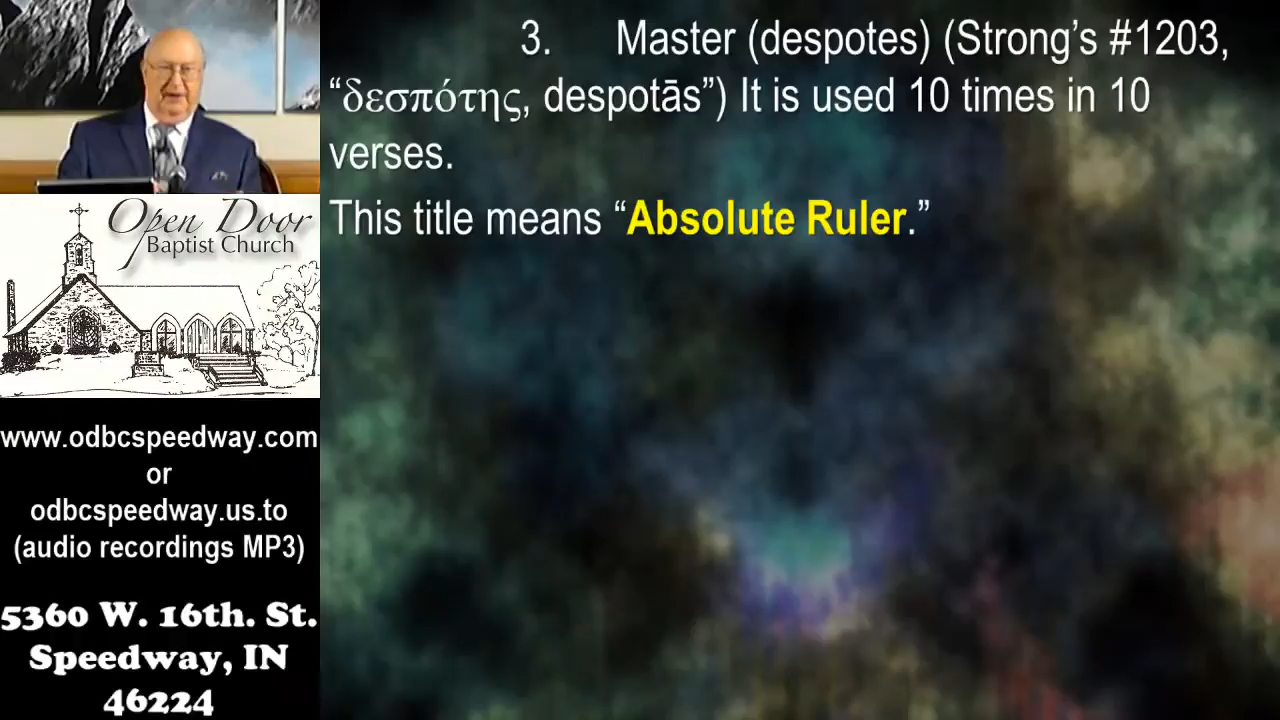 3. Master (despotes) (Strong’s #1203,
“δεσπότης, despotās”) It is used 10 times in 10
verses.
This title means “Absolute Ruler.”
Open Door
Baptist Church
www.odbcspeedway.com
or
odbcspeedway.us.to
(audio recordings MP3)
5360 W. 16th. St.
Speedway, IN
46224